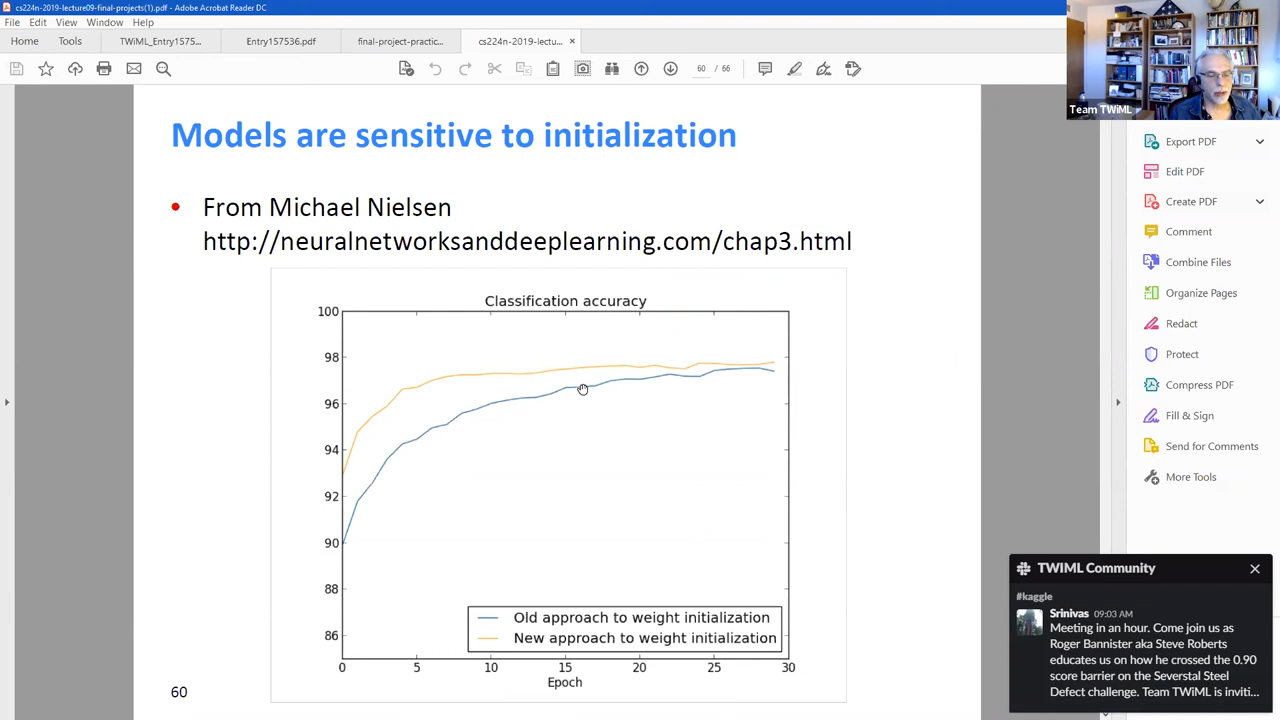 cs224n-2019-lecture09-final-projects(1).pdf - Adobe Acrobat Reader DC
File Edit View Window Help
Home Tools TWiML_Entry1575... Entry157536.pdf final-project-practic... cs224n-2019-lectu... ×
60 / 66
Team TWiML
Models are sensitive to initialization
• From Michael Nielsen
http://neuralnetworksanddeeplearning.com/chap3.html
Classification accuracy
100
98
96
94
92
90
88
86
Old approach to weight initialization
New approach to weight initialization
0 5 10 15 20 25 30
Epoch
60
Export PDF
Edit PDF
Create PDF
Comment
Combine Files
Organize Pages
Redact
Protect
Compress PDF
Fill & Sign
Send for Comments
More Tools
TWIML Community
#kaggle
Srinivas 09:03 AM
Meeting in an hour. Come join us as
Roger Bannister aka Steve Roberts
educates us on how he crossed the 0.90
score barrier on the Severstal Steel
Defect challenge. Team TWiML is inviti...